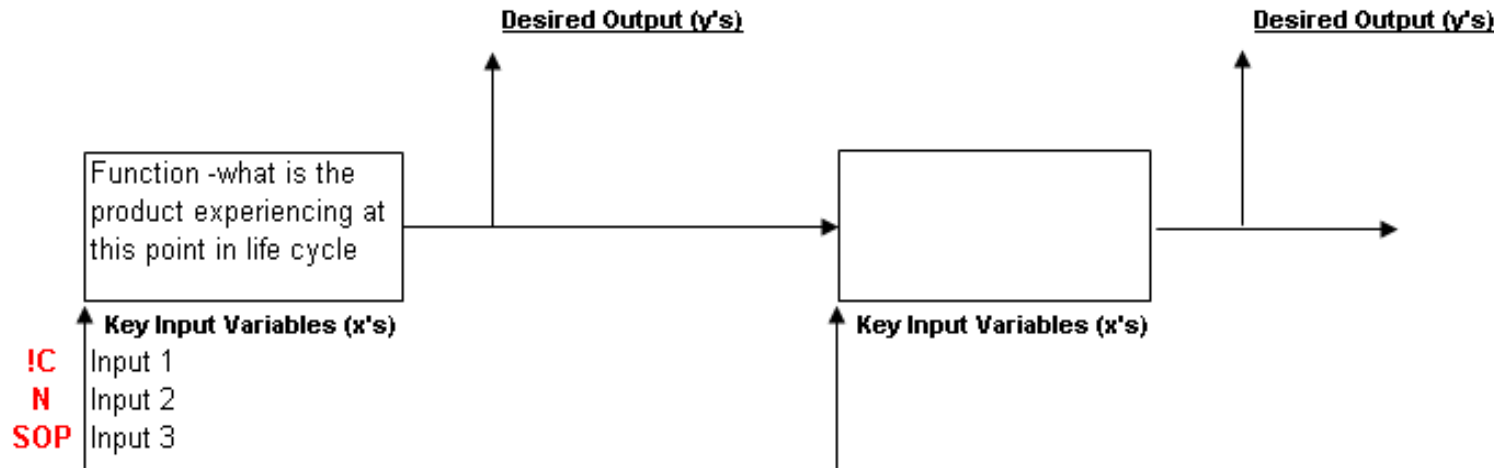 Desired Output (y's)
Desired Output (y's)
Function -what is the
product experiencing at
this point in life cycle
Key Input Variables (x's)
Key Input Variables (x's)
!C Input 1
N Input 2
SOP Input 3